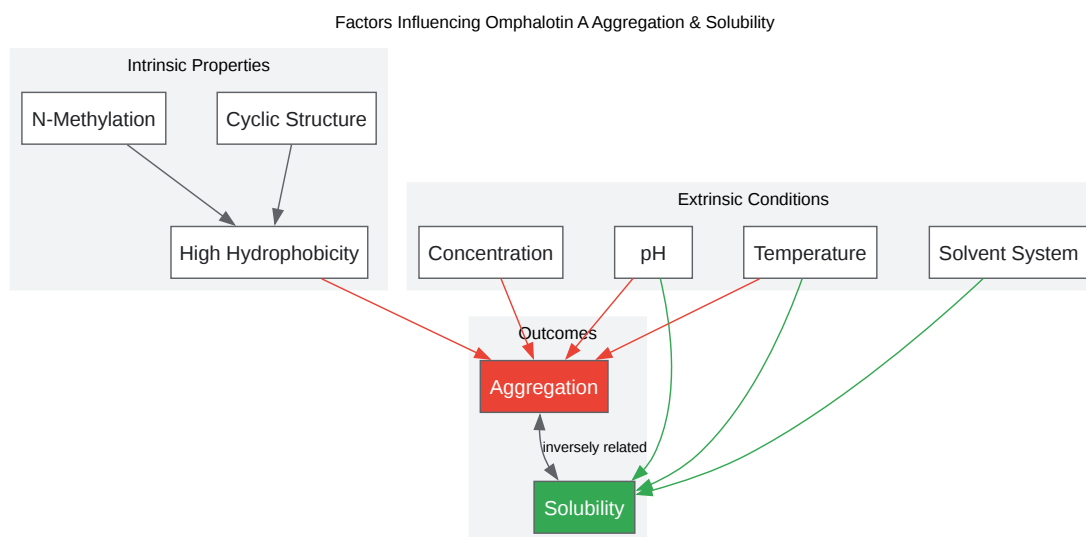 Factors Influencing Omphalotin A Aggregation & Solubility
Intrinsic Properties
N-Methylation
Cyclic Structure
High Hydrophobicity
Extrinsic Conditions
Concentration
pH
Temperature
Solvent System
Outcomes
Aggregation
inversely related
Solubility